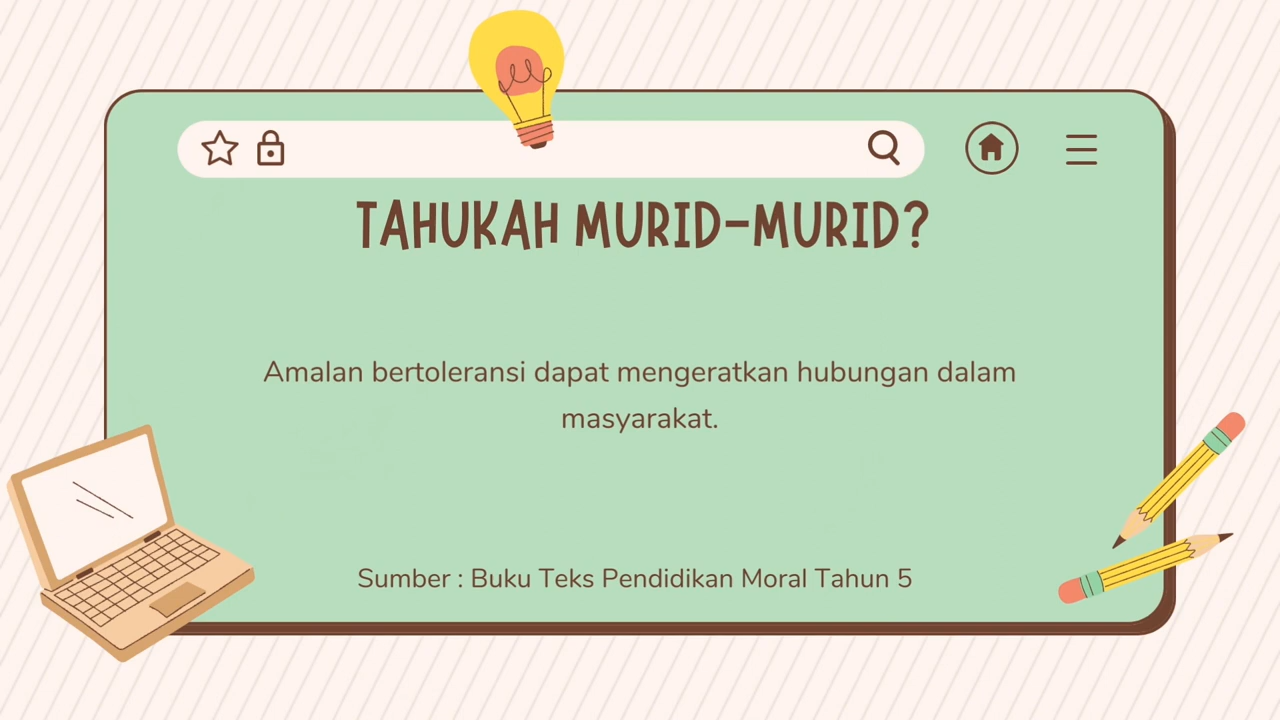 TAHUKAH MURID-MURID?
Amalan bertoleransi dapat mengeratkan hubungan dalam
masyarakat.
Sumber : Buku Teks Pendidikan Moral Tahun 5